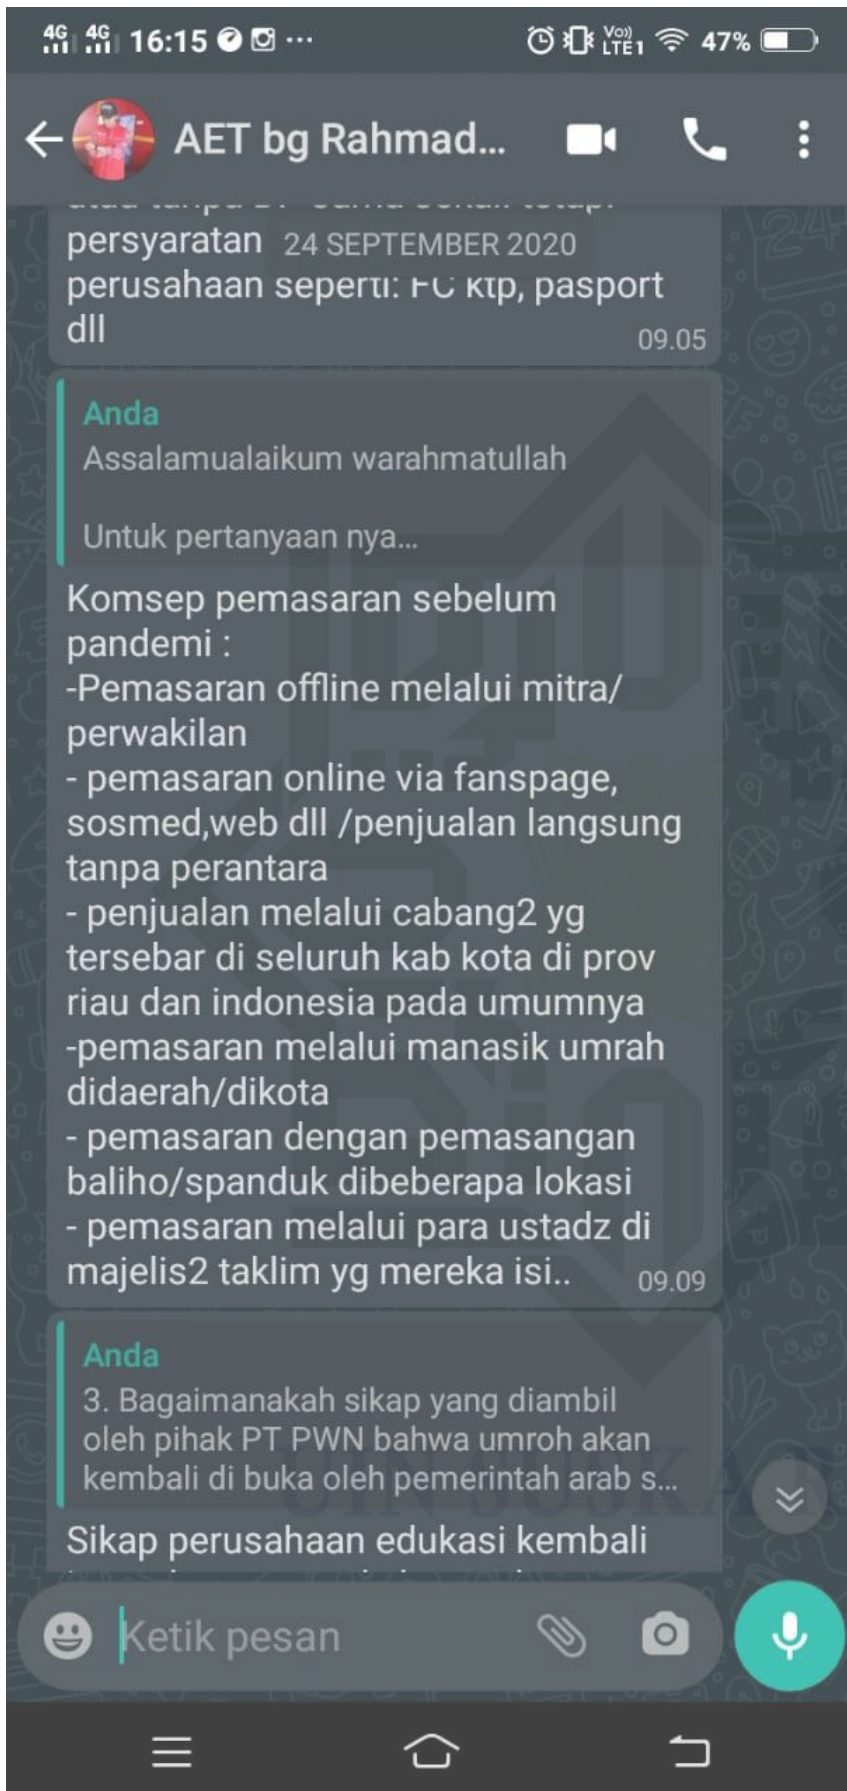 4G 4G 16:15 ... VoD LTE1 47%
AET bg Rahmad...
persyaratan 24 SEPTEMBER 2020
perusahaan seperti: FC ktp, pasport
dll 09.05
Anda
Assalamualaikum warahmatullah
Untuk pertanyaan nya...
Komsep pemasaran sebelum
pandemi :
-Pemasaran offline melalui mitra/
perwakilan
- pemasaran online via fanspage,
sosmed,web dll /penjualan langsung
tanpa perantara
- penjualan melalui cabang2 yg
tersebar di seluruh kab kota di prov
riau dan indonesia pada umumnya
-pemasaran melalui manasik umrah
didaerah/dikota
- pemasaran dengan pemasangan
baliho/spanduk dibeberapa lokasi
- pemasaran melalui para ustadz di
majelis2 taklim yg mereka isi.. 09.09
Anda
3. Bagaimanakah sikap yang diambil
oleh pihak PT PWN bahwa umroh akan
kembali di buka oleh pemerintah arab s...
UIN SUSKA R
Sikap perusahaan edukasi kembali
Ketik pesan